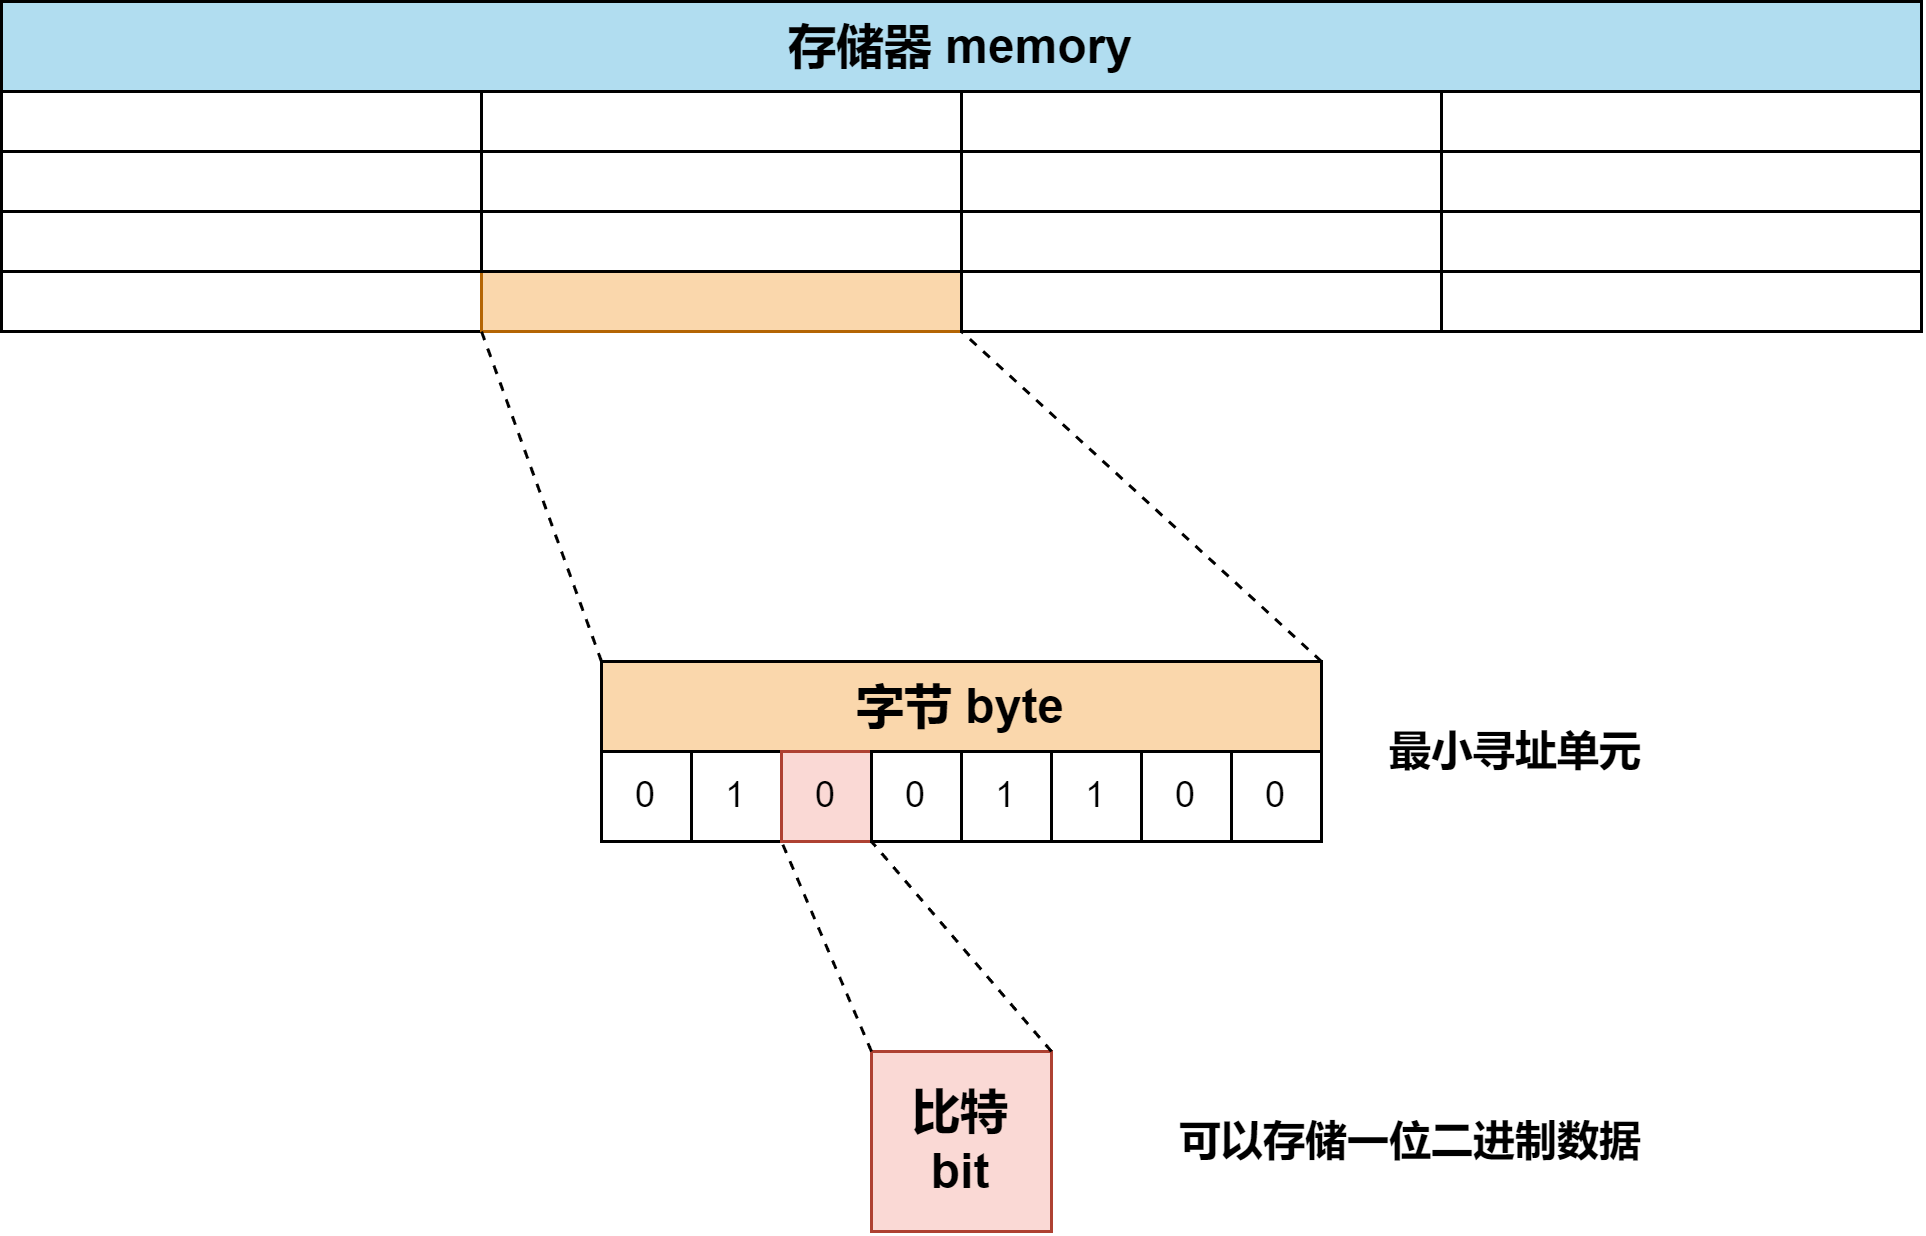 存储器 memory
字节 byte
最小寻址单元
0 1 0 0 1 1 0 0
比特
bit
可以存储一位二进制数据